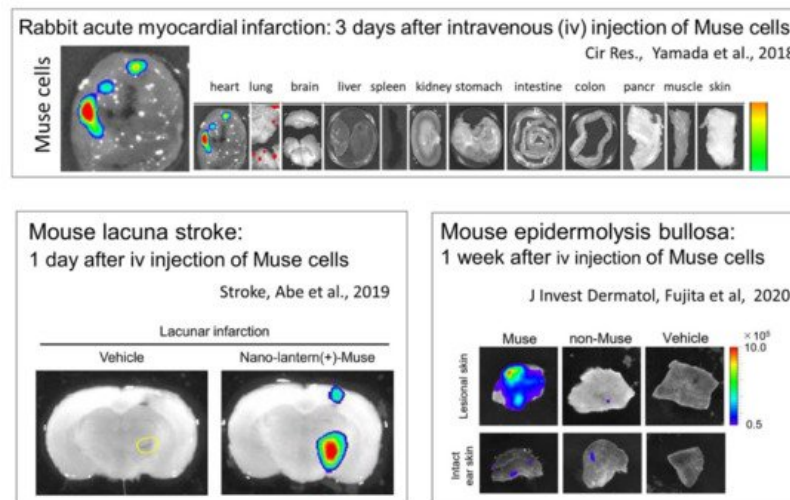 Rabbit acute myocardial infarction: 3 days after intravenous (iv) injection of Muse cells
Cir Res., Yamada et al., 2018
Muse cells
heart lung brain liver spleen kidney stomach intestine colon pancr muscle skin
Mouse lacuna stroke:
1 day after iv injection of Muse cells
Stroke, Abe et al., 2019
Lacunar infarction
Vehicle Nano-lantern(+)-Muse
Mouse epidermolysis bullosa:
1 week after iv injection of Muse cells
J Invest Dermatol, Fujita et al, 2020
Muse non-Muse Vehicle
Lesional skin
Intact
ear skin
10.0
0.5